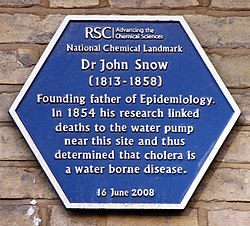 RSC | Advancing the
Chemical Sciences
National Chemical Landmark
Dr John Snow
(1813-1858)
Founding father of Epidemiology.
In 1854 his research linked
deaths to the water pump
near this site and thus
determined that cholera is
a water borne disease.
16 June 2008